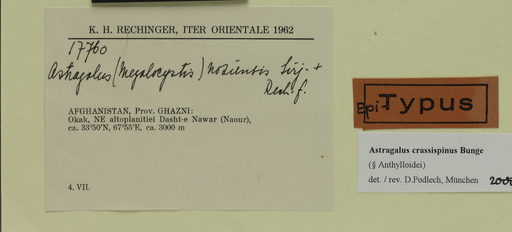 K. H. RECHINGER, ITER ORIENTALE 1962
17760
Astragalus (Megalocystis) Sirj. +
Rech. f.
AFGHANISTAN, Prov. GHAZNI:
Okak, NE altoplanitiei Dasht-e Nawar (Naour),
ca. 33°50'N, 67°55'E, ca. 3000 m
4. VII.
Epi-Typus
Astragalus crassispinus Bunge
(§ Anthylloidei)
det. / rev. D.Podlech, München 2008